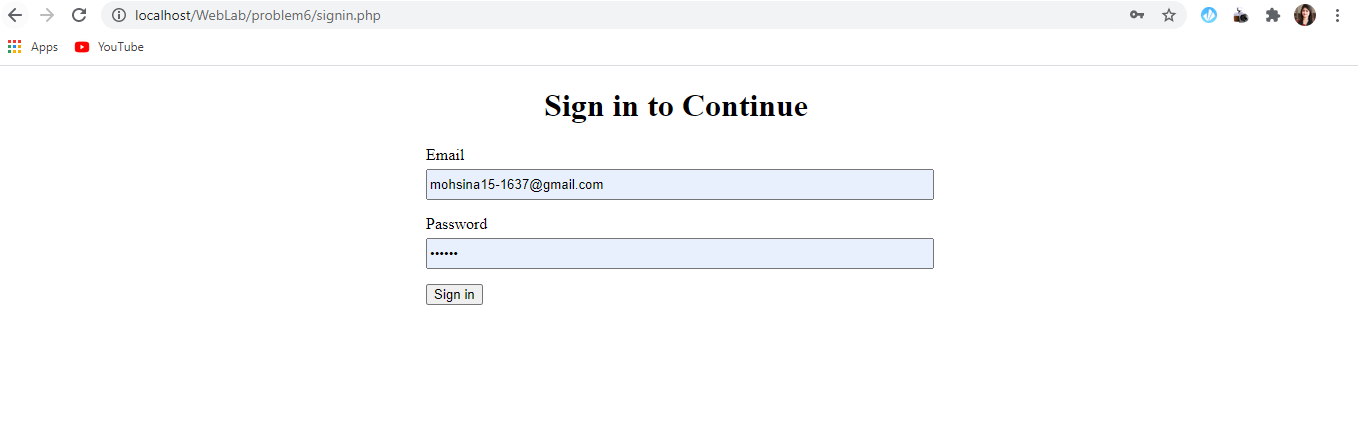 localhost/WebLab/problem6/signin.php
Apps YouTube
Sign in to Continue
Email
mohsina15-1637@gmail.com
Password
••••••
Sign in